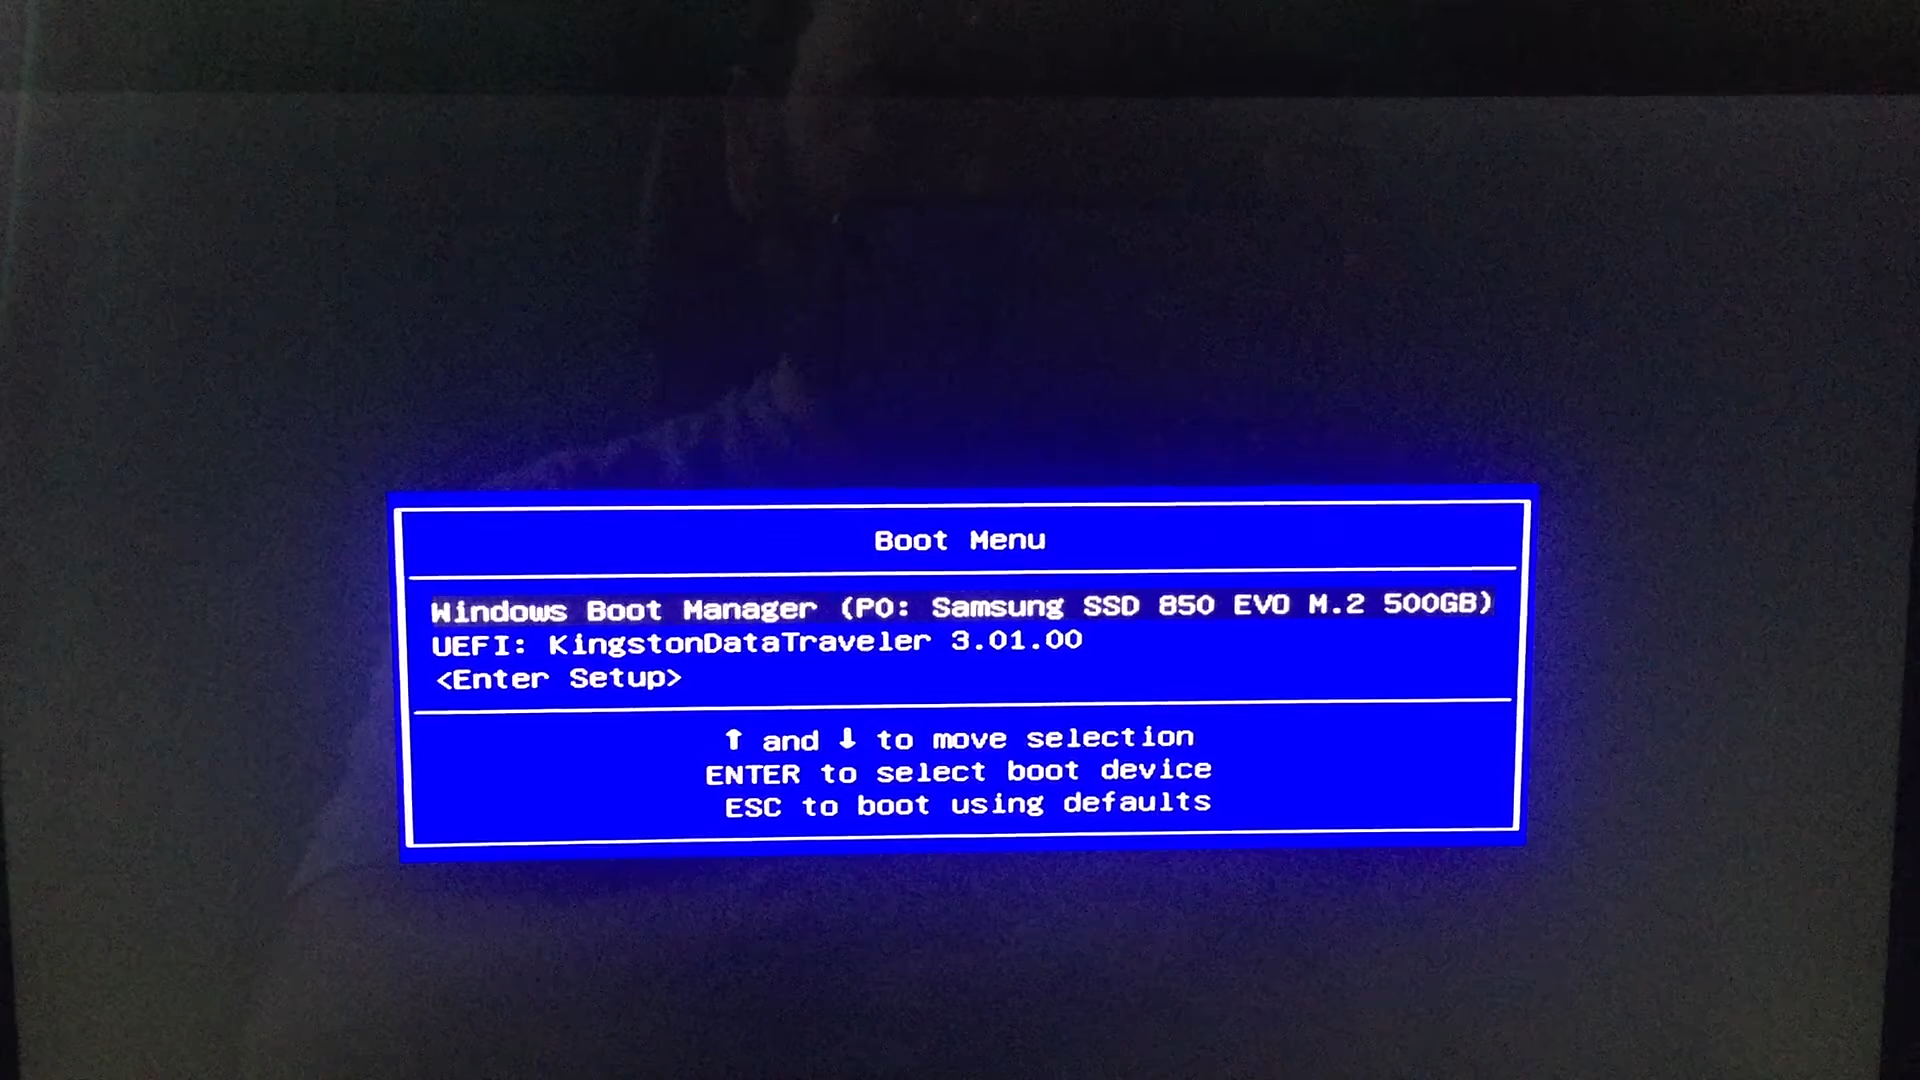 Boot Menu
Windows Boot Manager (P0: Samsung SSD 850 EVO M.2 500GB)
UEFI: KingstonDataTraveler 3.01.00
<Enter Setup>
↑ and ↓ to move selection
ENTER to select boot device
ESC to boot using defaults